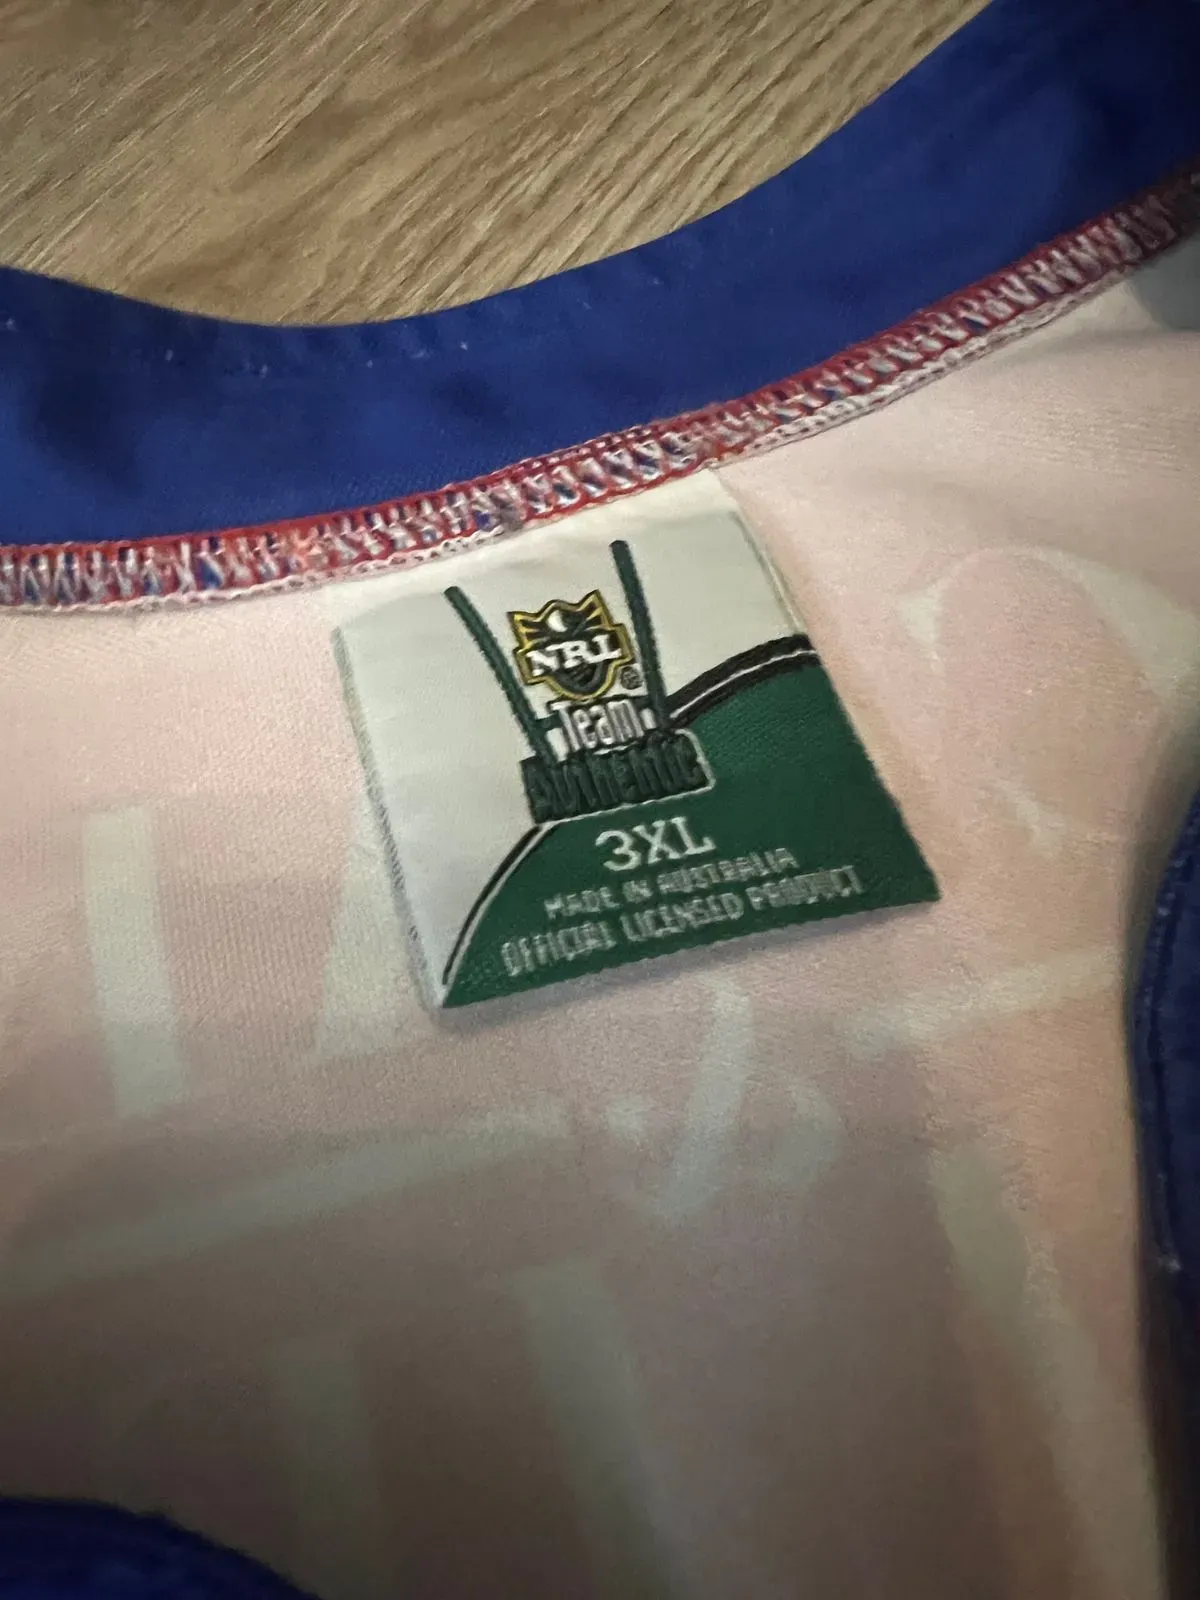 NRL
®
Team
Authentic
3XL
MADE IN AUSTRALIA
OFFICIAL LICENSED PRODUCT